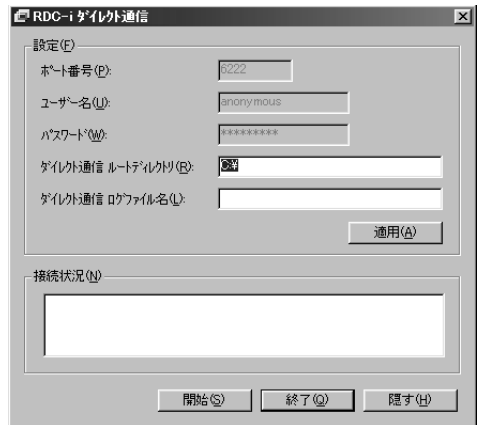 RDC-i ﾀﾞｲﾚｸﾄ通信
設定(F)
ﾎﾟｰﾄ番号(P): 6222
ﾕｰｻﾞｰ名(U): anonymous
ﾊﾟｽﾜｰﾄﾞ(W): *********
ﾀﾞｲﾚｸﾄ通信 ﾙｰﾄﾃﾞｨﾚｸﾄﾘ(R): C:¥
ﾀﾞｲﾚｸﾄ通信 ﾛｸﾞﾌｧｲﾙ名(L):
適用(A)
接続状況(N)
開始(S) 終了(Q) 隠す(H)